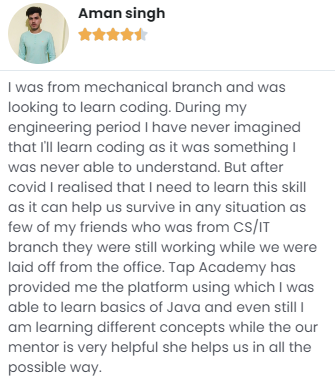 Aman singh
I was from mechanical branch and was
looking to learn coding. During my
engineering period I have never imagined
that I'll learn coding as it was something I
was never able to understand. But after
covid I realised that I need to learn this skill
as it can help us survive in any situation as
few of my friends who was from CS/IT
branch they were still working while we were
laid off from the office. Tap Academy has
provided me the platform using which I was
able to learn basics of Java and even still I
am learning different concepts while the our
mentor is very helpful she helps us in all the
possible way.